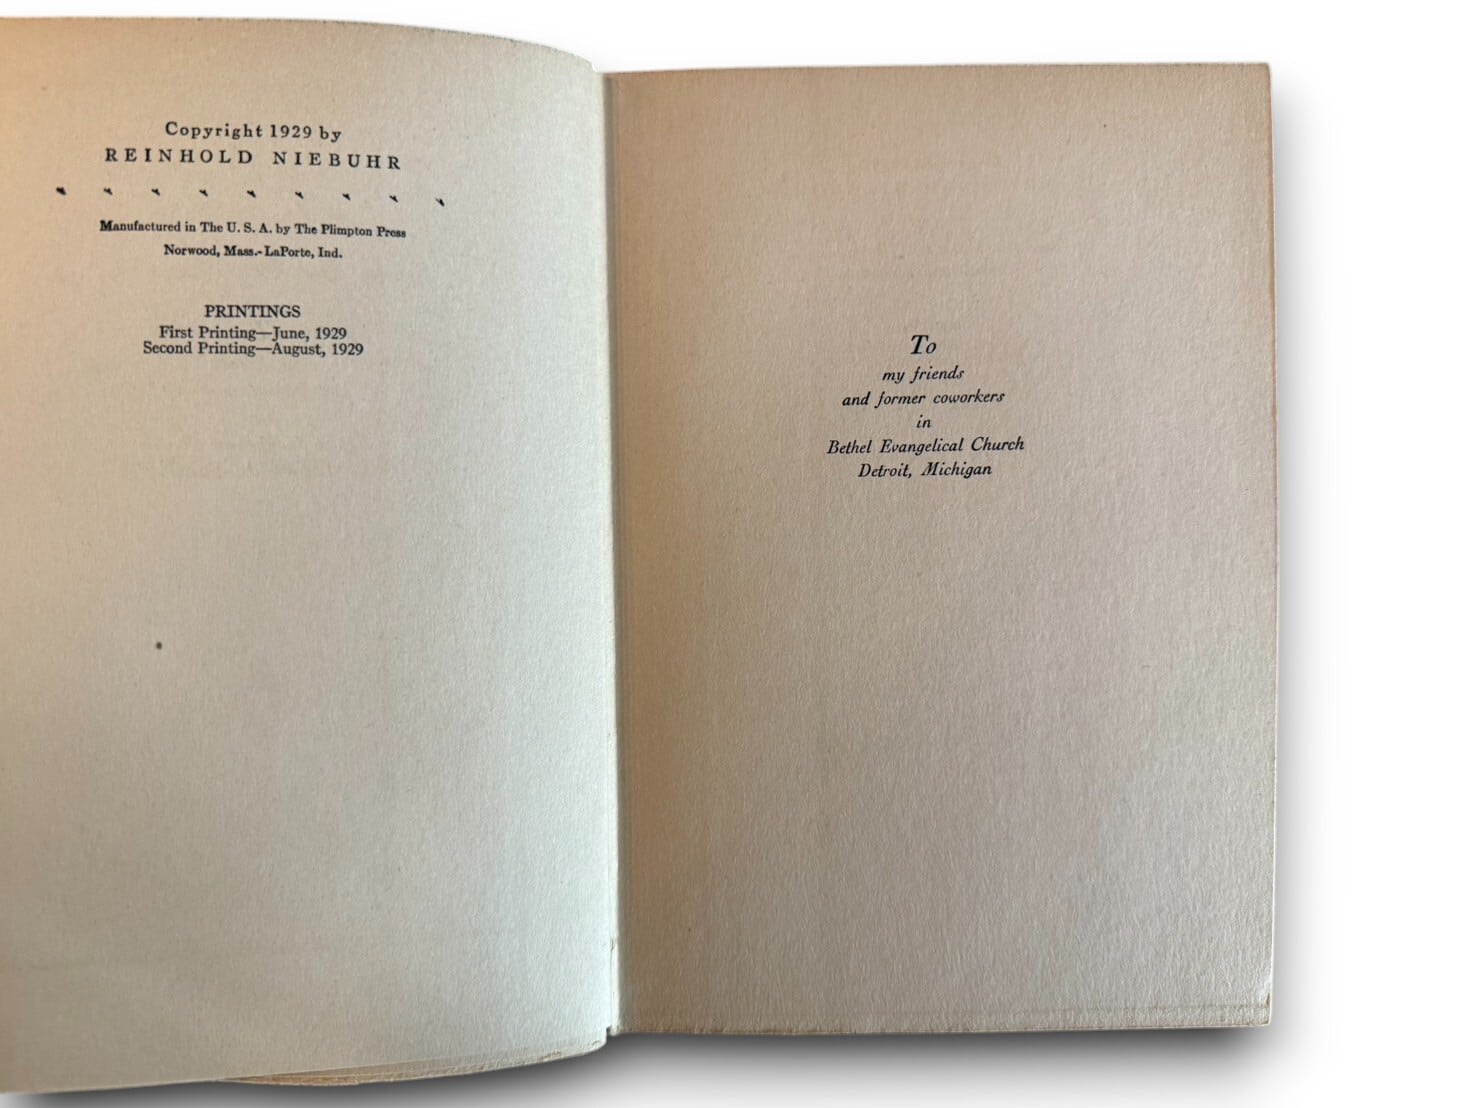 Copyright 1929 by
REINHOLD NIEBUHR
Manufactured in The U. S. A. by The Plimpton Press
Norwood, Mass.-LaPorte, Ind.
PRINTINGS
First Printing—June, 1929
Second Printing—August, 1929
To
my friends
and former coworkers
in
Bethel Evangelical Church
Detroit, Michigan